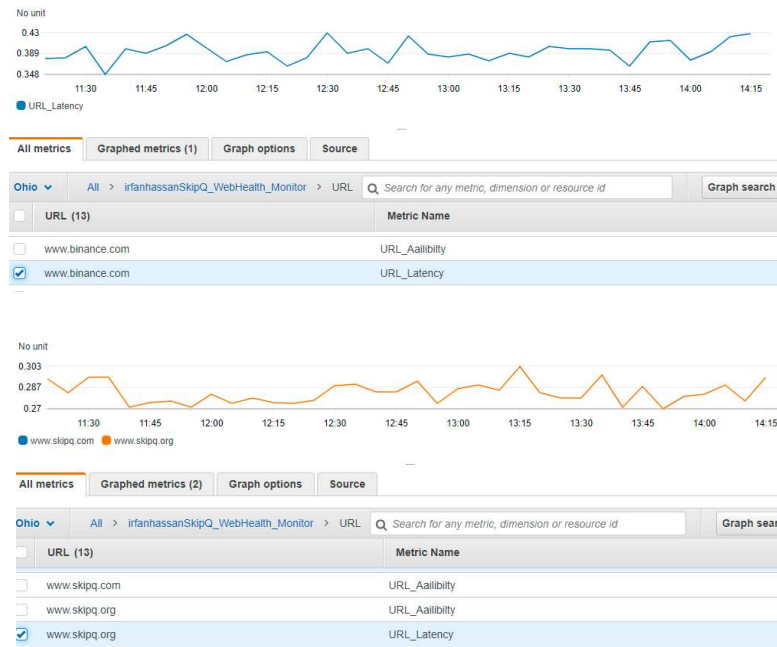 No unit
0.43
0.389
0.348
11:30 11:45 12:00 12:15 12:30 12:45 13:00 13:15 13:30 13:45 14:00 14:15
URL_Latency
All metrics Graphed metrics (1) Graph options Source
Ohio All > irfanhassanSkipQ_WebHealth_Monitor > URL Search for any metric, dimension or resource id Graph search
URL (13) Metric Name
www.binance.com URL_Aailibilty
www.binance.com URL_Latency
No unit
0.303
0.287
0.27
11:30 11:45 12:00 12:15 12:30 12:45 13:00 13:15 13:30 13:45 14:00 14:15
www.skipq.com www.skipq.org
All metrics Graphed metrics (2) Graph options Source
Ohio All > irfanhassanSkipQ_WebHealth_Monitor > URL Search for any metric, dimension or resource id Graph sear
URL (13) Metric Name
www.skipq.com URL_Aailibilty
www.skipq.org URL_Aailibilty
www.skipq.org URL_Latency